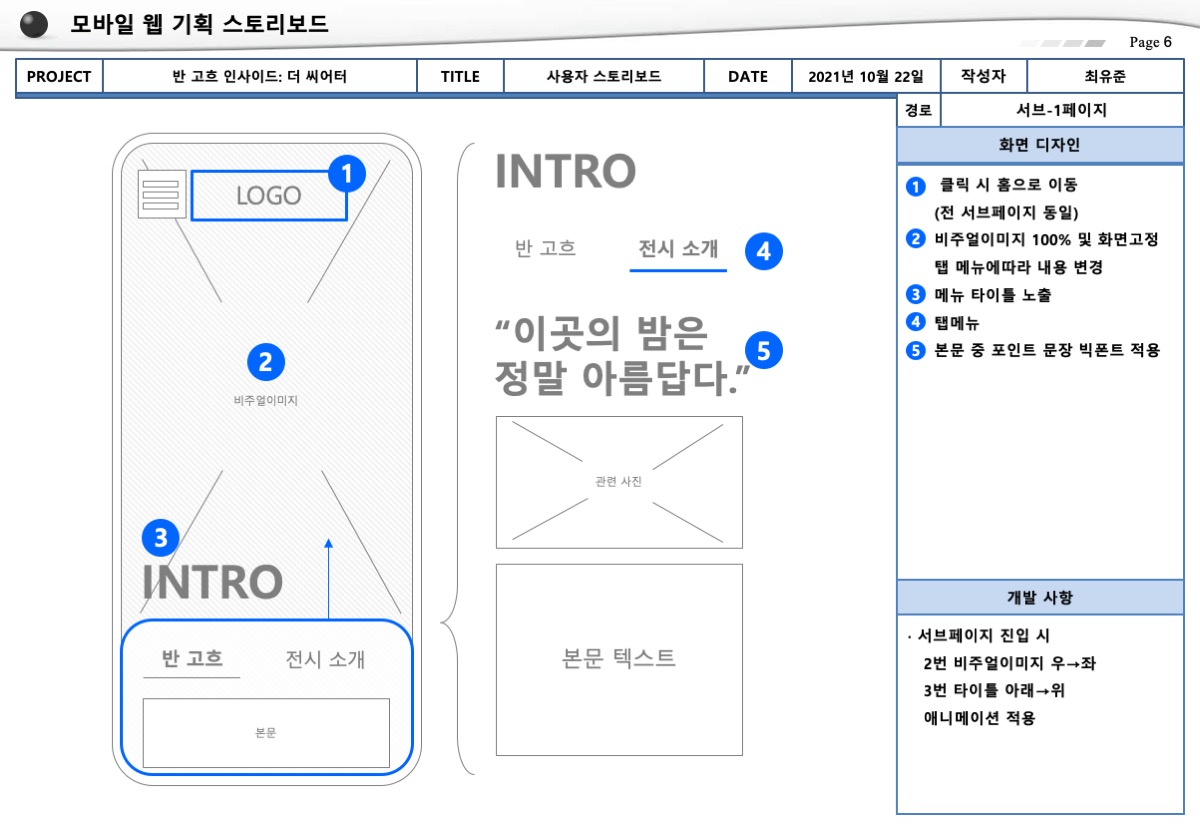 모바일 웹 기획 스토리보드
Page 6
PROJECT
반 고흐 인사이드: 더 씨어터
TITLE
사용자 스토리보드
DATE
2021년 10월 22일
작성자
최유준
경로
서브-1페이지
화면 디자인
1 클릭 시 홈으로 이동
(전 서브페이지 동일)
2 비주얼이미지 100% 및 화면고정
탭 메뉴에따라 내용 변경
3 메뉴 타이틀 노출
4 탭메뉴
5 본문 중 포인트 문장 빅폰트 적용
개발 사항
· 서브페이지 진입 시
2번 비주얼이미지 우→좌
3번 타이틀 아래→위
애니메이션 적용
LOGO
1
2
비주얼이미지
3
INTRO
반 고흐
전시 소개
본문
INTRO
반 고흐
전시 소개
4
“이곳의 밤은
정말 아름답다.”
5
관련 사진
본문 텍스트